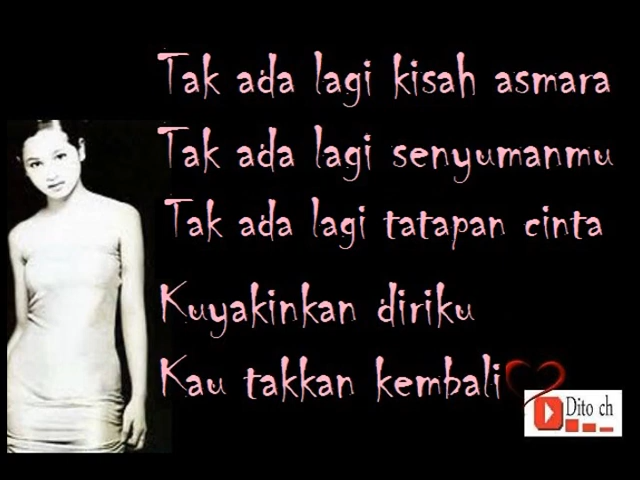 Tak ada lagi kisah asmara
Tak ada lagi senyumanmu
Tak ada lagi tatapan cinta
Kuyakinkan diriku
Kau takkan kembali
Dito ch